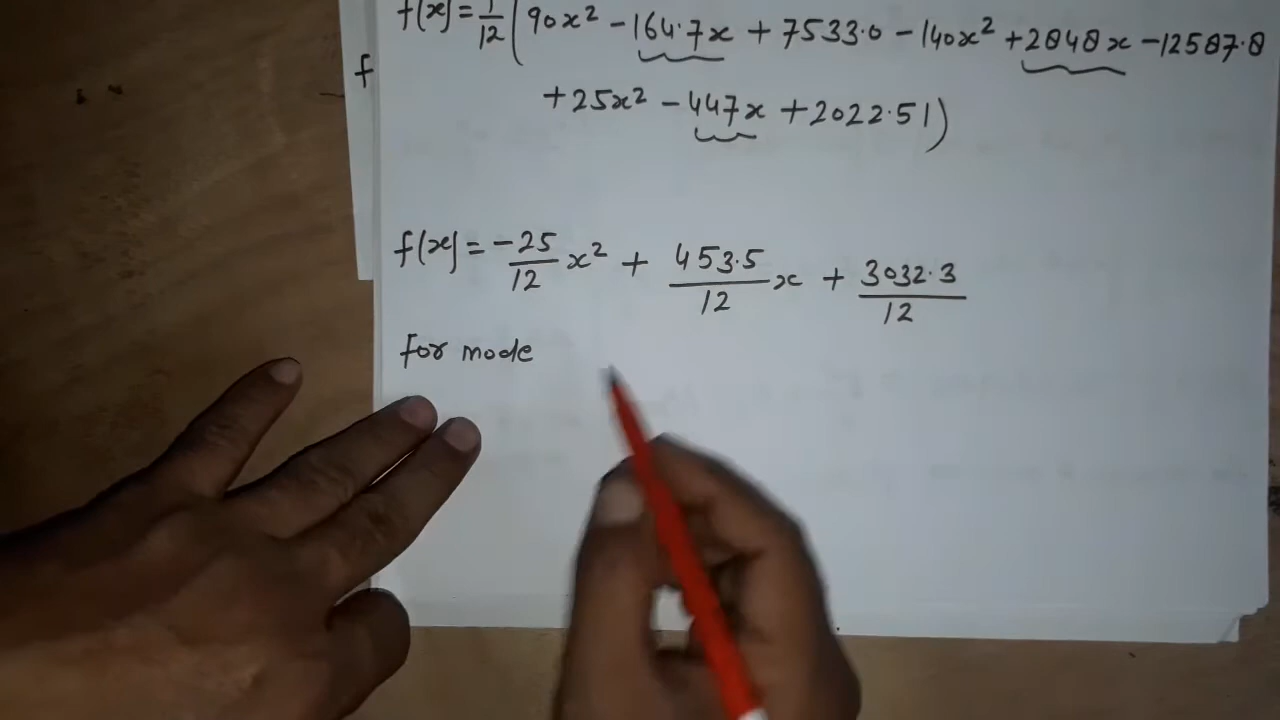 f(x) = 1/12 (90x² - 164.7x + 7533.0 - 140x² + 2848x - 12587.8
f
+ 25x² - 447x + 2022.51)
f(x) = -25/12 x² + 453.5/12 x + 3032.3/12
for mode